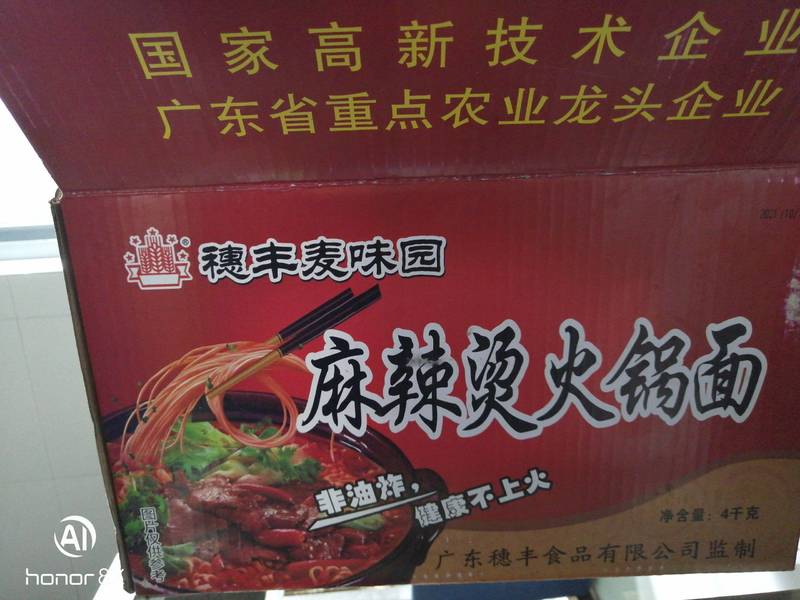 国家高新技术企业
广东省重点农业龙头企业
穗丰麦味园
麻辣烫火锅面
非油炸，
健康不上火
净含量：4千克
图片仅供参考
广东穗丰食品有限公司监制
AI
honor